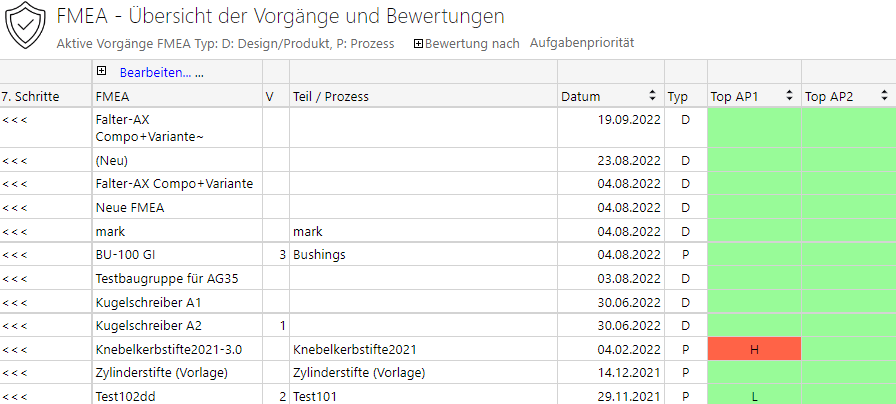 FMEA - Übersicht der Vorgänge und Bewertungen
Aktive Vorgänge FMEA Typ: D: Design/Produkt, P: Prozess Bewertung nach Aufgabenpriorität
Bearbeiten... ...
7. Schritte FMEA V Teil / Prozess Datum Typ Top AP1 Top AP2
<<< Falter-AX 19.09.2022 D
Compo+Variante~
<<< (Neu) 23.08.2022 D
<<< Falter-AX Compo+Variante 04.08.2022 D
<<< Neue FMEA 04.08.2022 D
<<< mark mark 04.08.2022 D
<<< BU-100 GI 3 Bushings 04.08.2022 P
<<< Testbaugruppe für AG35 03.08.2022 D
<<< Kugelschreiber A1 30.06.2022 D
<<< Kugelschreiber A2 1 30.06.2022 D
<<< Knebelkerbstifte2021-3.0 Knebelkerbstifte2021 04.02.2022 P H
<<< Zylinderstifte (Vorlage) Zylinderstifte (Vorlage) 14.12.2021 P
<<< Test102dd 2 Test101 29.11.2021 P L